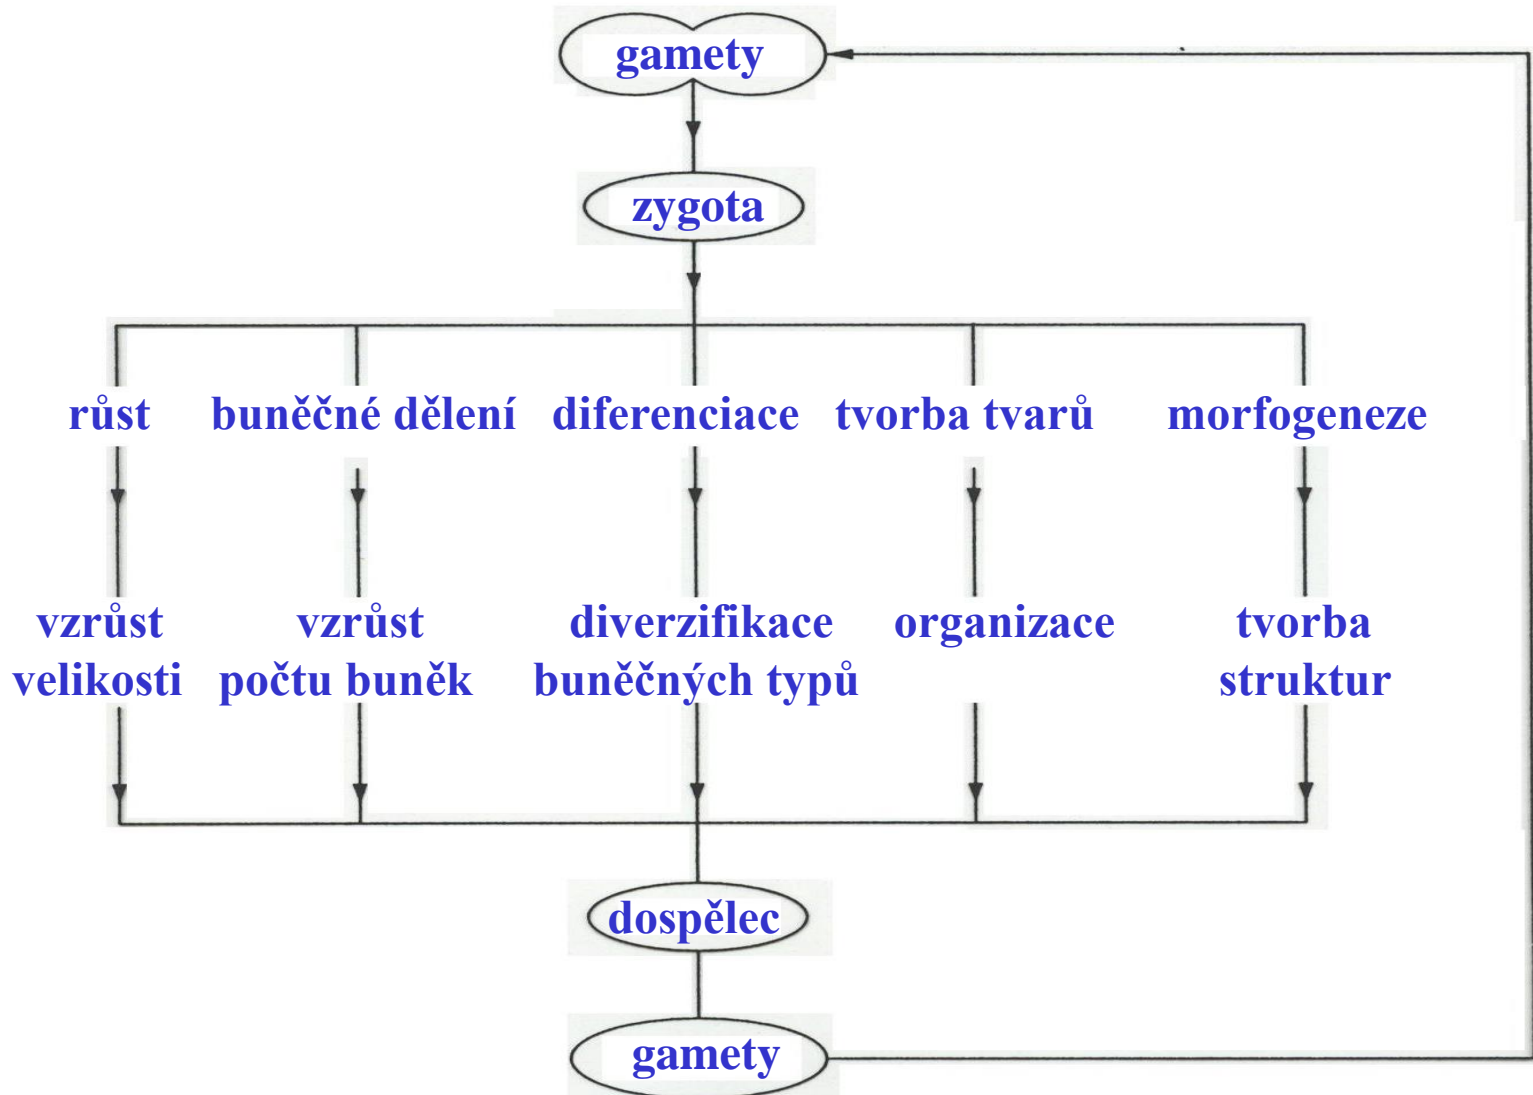 gamety
zygota
růst buněčné dělení diferenciace tvorba tvarů morfogeneze
vzrůst vzrůst diverzifikace organizace tvorba
velikosti počtu buněk buněčných typů struktur
dospělec
gamety